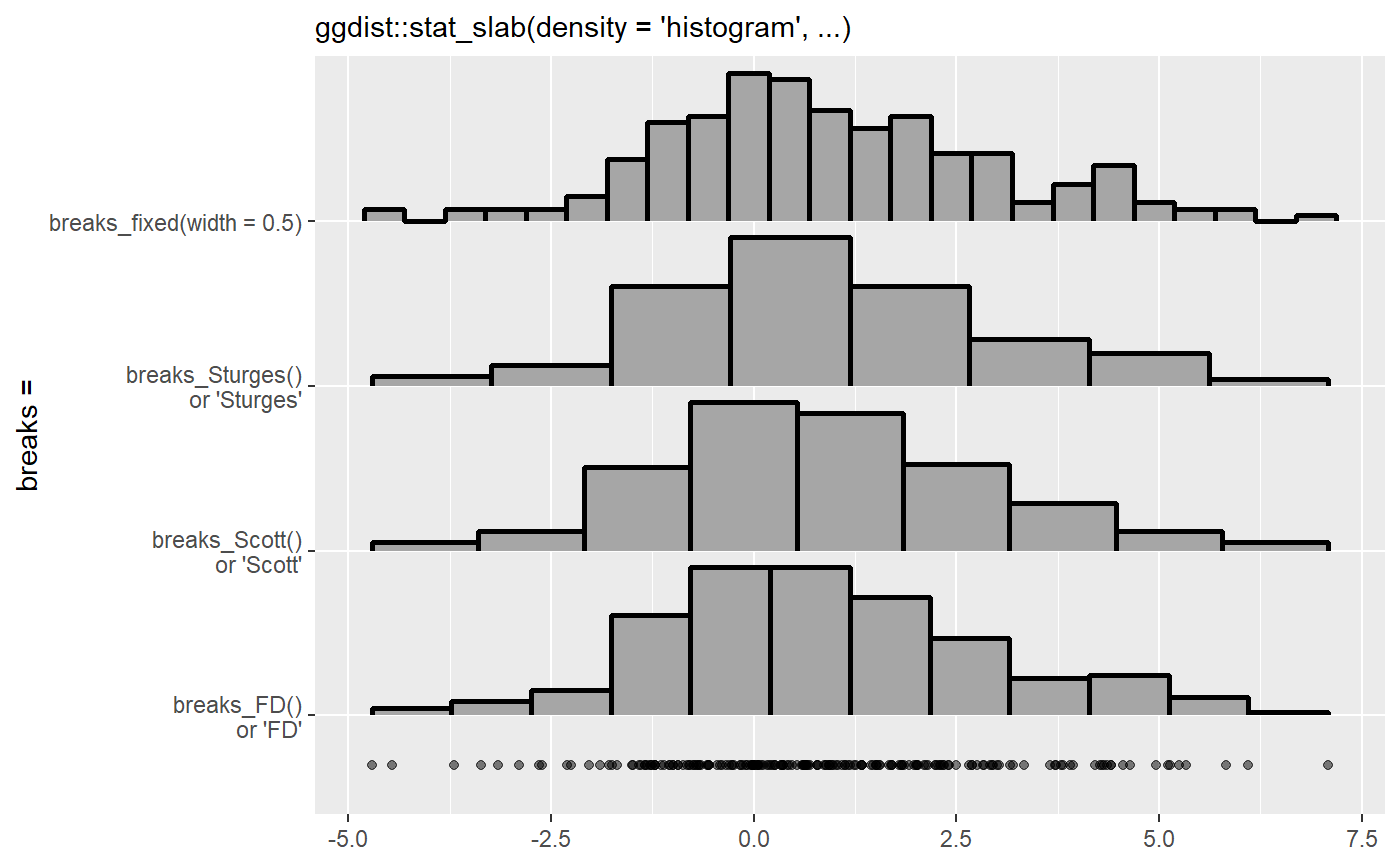 ggdist::stat_slab(density = 'histogram', ...)
breaks =
breaks_fixed(width = 0.5)
breaks_Sturges()
or 'Sturges'
breaks_Scott()
or 'Scott'
breaks_FD()
or 'FD'
-5.0 -2.5 0.0 2.5 5.0 7.5